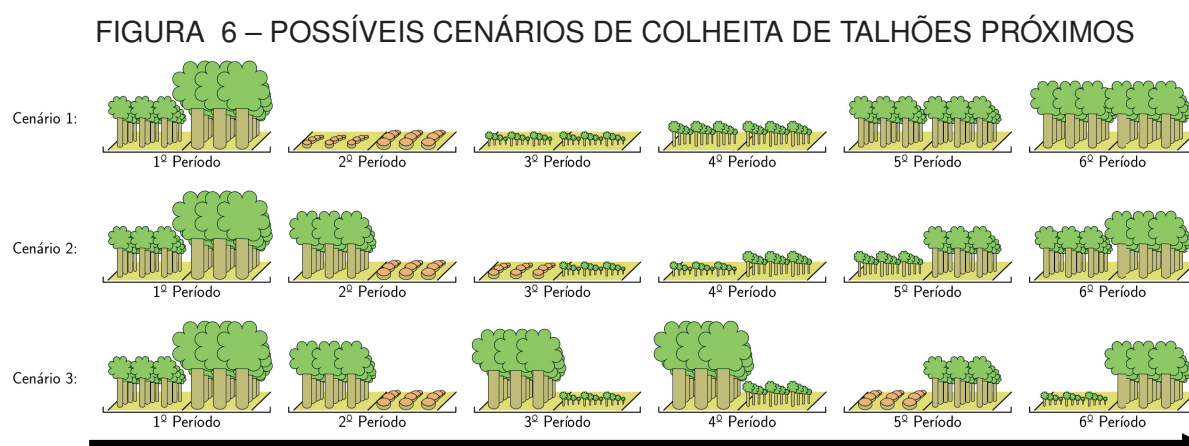 FIGURA 6 – POSSÍVEIS CENÁRIOS DE COLHEITA DE TALHÕES PRÓXIMOS
Cenário 1:
1º Período 2º Período 3º Período 4º Período 5º Período 6º Período
Cenário 2:
1º Período 2º Período 3º Período 4º Período 5º Período 6º Período
Cenário 3:
1º Período 2º Período 3º Período 4º Período 5º Período 6º Período